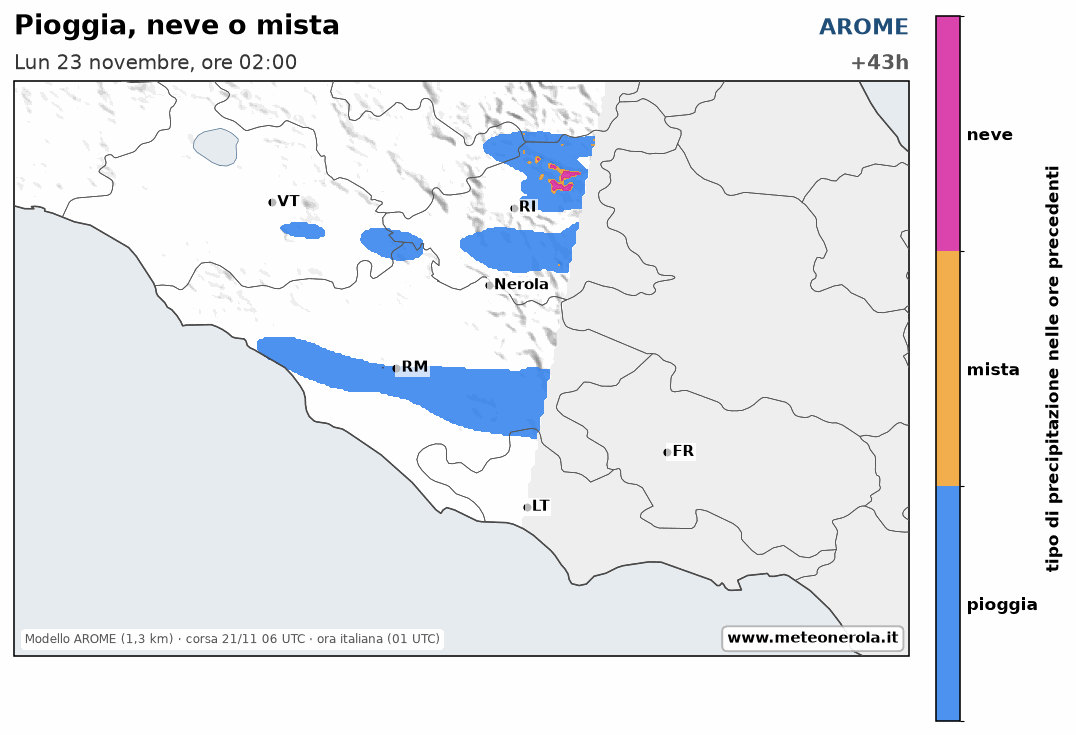 Pioggia, neve o mista
AROME
Lun 23 novembre, ore 02:00
+43h
neve
mista
pioggia
tipo di precipitazione nelle ore precedenti
VT
RI
Nerola
RM
FR
LT
Modello AROME (1,3 km) · corsa 21/11 06 UTC · ora italiana (01 UTC)
www.meteonerola.it